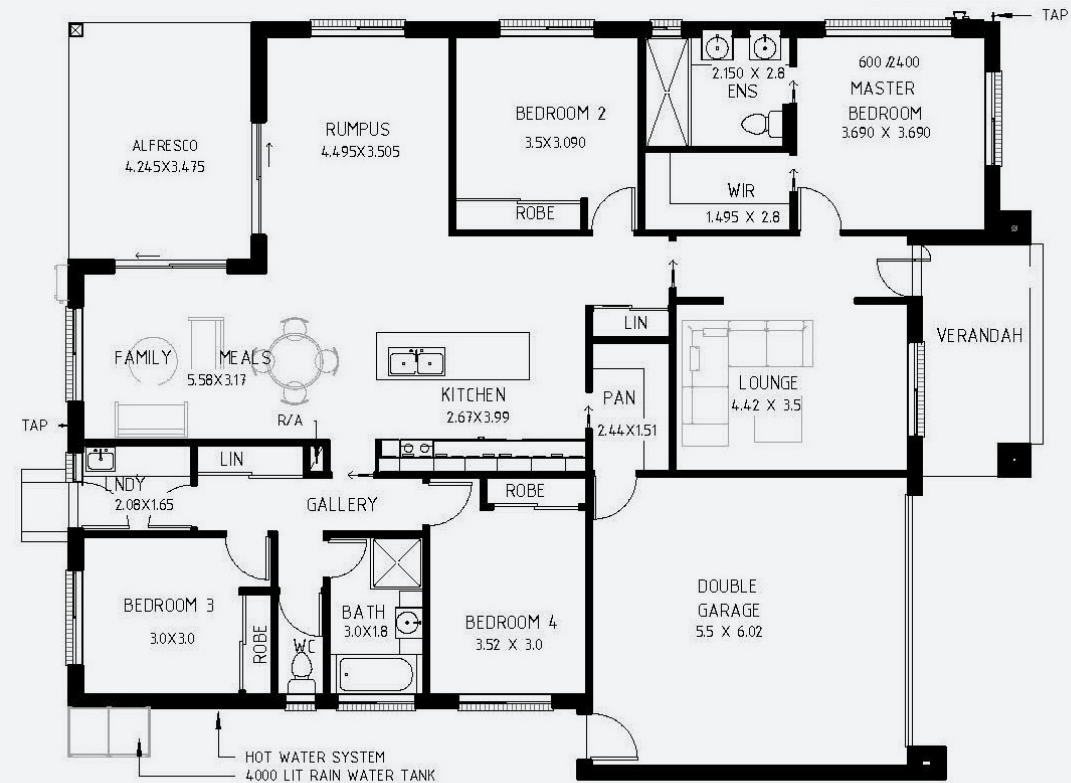 TAP
600 /2400
2.150 X 2.8
ENS
MASTER
BEDROOM
3.690 X 3.690
BEDROOM 2
3.5X3.090
RUMPUS
4.495X3.505
ALFRESCO
4.245X3.475
WIR
1.495 X 2.8
ROBE
LIN
VERANDAH
FAMILY
MEALS
5.58X3.17
KITCHEN
2.67X3.99
PAN
2.44X1.51
LOUNGE
4.42 X 3.5
TAP
R/A
LIN
LNDY
2.08X1.65
GALLERY
ROBE
BEDROOM 3
3.0X3.0
ROBE
WC
BATH
3.0X1.8
BEDROOM 4
3.52 X 3.0
DOUBLE
GARAGE
5.5 X 6.02
HOT WATER SYSTEM
4000 LIT RAIN WATER TANK